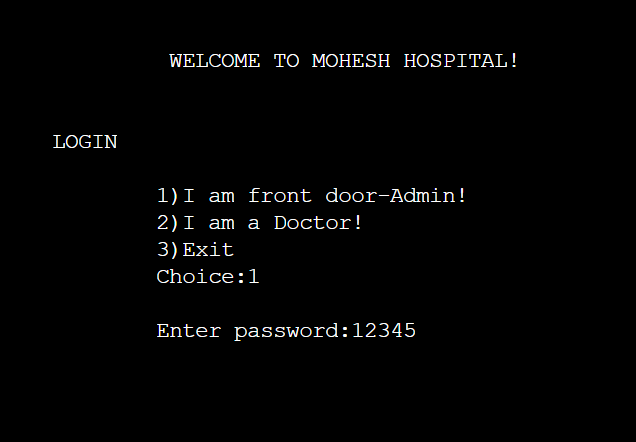 WELCOME TO MOHESH HOSPITAL!
LOGIN
1)I am front door-Admin!
2)I am a Doctor!
3)Exit
Choice:1
Enter password:12345